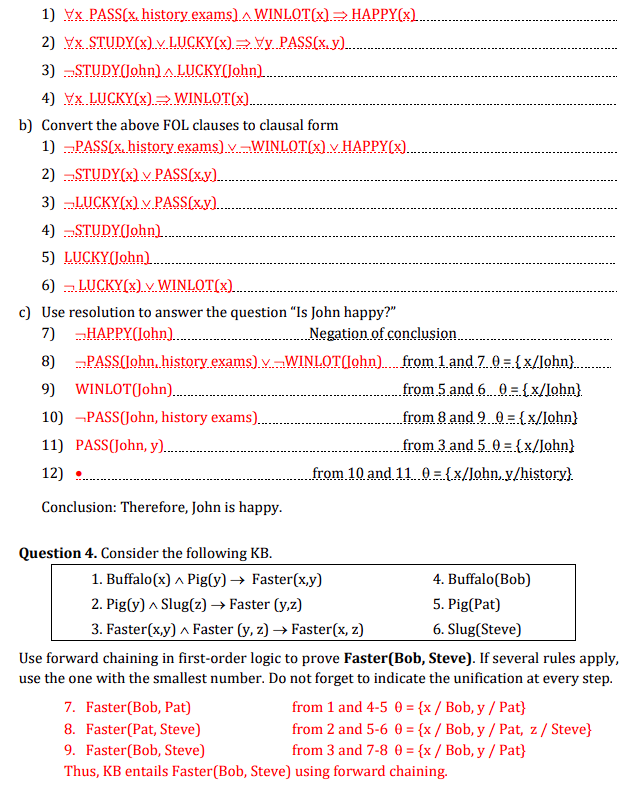 1) ∀x PASS(x, history exams) ∧ WINLOT(x) ⇒ HAPPY(x)
2) ∀x STUDY(x) ∨ LUCKY(x) ⇒ ∀y PASS(x, y)
3) ¬STUDY(John) ∧ LUCKY(John)
4) ∀x LUCKY(x) ⇒ WINLOT(x)
b) Convert the above FOL clauses to clausal form
1) ¬PASS(x, history exams) ∨ ¬WINLOT(x) ∨ HAPPY(x)
2) ¬STUDY(x) ∨ PASS(x,y)
3) ¬LUCKY(x) ∨ PASS(x,y)
4) ¬STUDY(John)
5) LUCKY(John)
6) ¬ LUCKY(x) ∨ WINLOT(x)
c) Use resolution to answer the question “Is John happy?”
7) ¬HAPPY(John) Negation of conclusion
8) ¬PASS(John, history exams) ∨ ¬WINLOT(John) from 1 and 7 θ = { x/John}
9) WINLOT(John) from 5 and 6 θ = { x/John}
10) ¬PASS(John, history exams) from 8 and 9 θ = { x/John}
11) PASS(John, y) from 3 and 5 θ = { x/John}
12) • from 10 and 11 θ = { x/John, y/history}
Conclusion: Therefore, John is happy.
Question 4. Consider the following KB.
1. Buffalo(x) ∧ Pig(y) → Faster(x,y) 4. Buffalo(Bob)
2. Pig(y) ∧ Slug(z) → Faster (y,z) 5. Pig(Pat)
3. Faster(x,y) ∧ Faster (y, z) → Faster(x, z) 6. Slug(Steve)
Use forward chaining in first-order logic to prove Faster(Bob, Steve). If several rules apply,
use the one with the smallest number. Do not forget to indicate the unification at every step.
7. Faster(Bob, Pat) from 1 and 4-5 θ = {x / Bob, y / Pat}
8. Faster(Pat, Steve) from 2 and 5-6 θ = {x / Bob, y / Pat, z / Steve}
9. Faster(Bob, Steve) from 3 and 7-8 θ = {x / Bob, y / Pat}
Thus, KB entails Faster(Bob, Steve) using forward chaining.